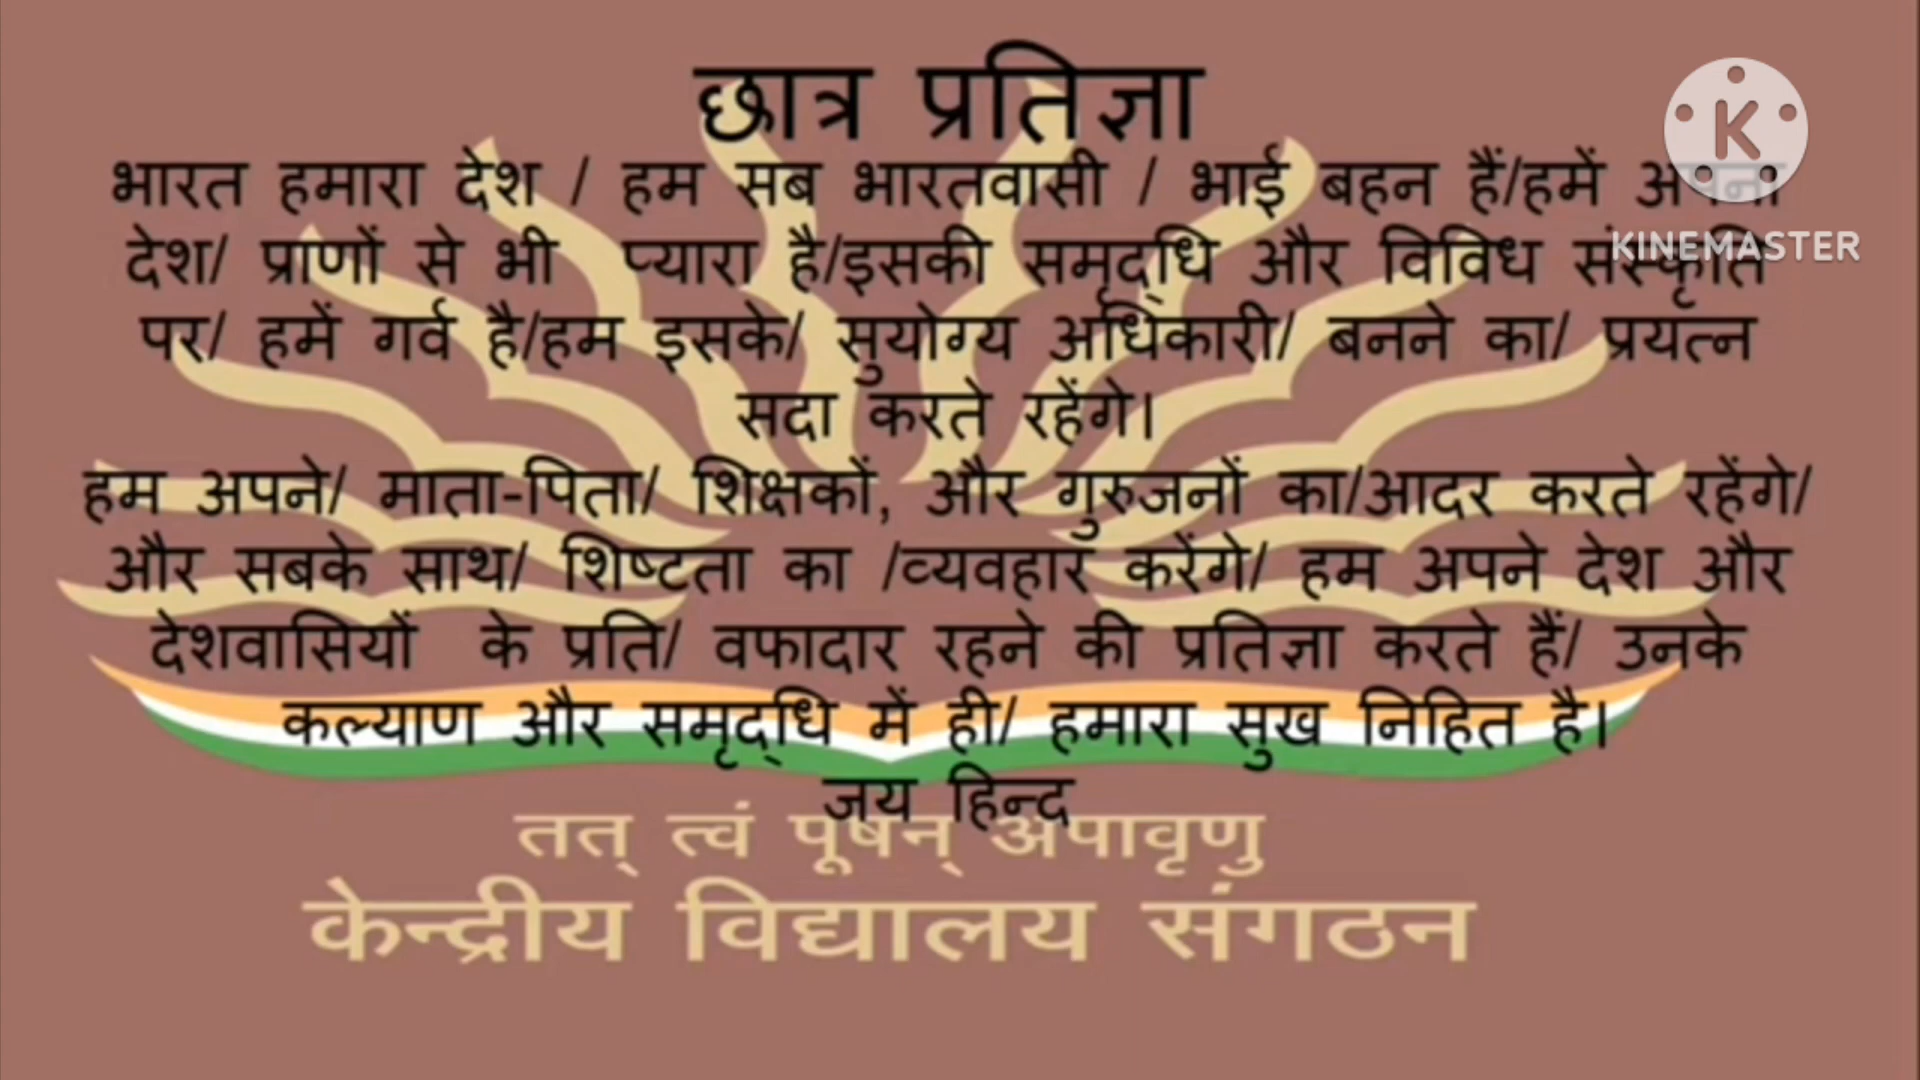 छात्र प्रतिज्ञा
भारत हमारा देश / हम सब भारतवासी / भाई बहन हैं/हमें अपना
देश/ प्राणों से भी प्यारा है/इसकी समृद्धि और विविध संस्कृति
पर/ हमें गर्व है/हम इसके/ सुयोग्य अधिकारी/ बनने का/ प्रयत्न
सदा करते रहेंगे।
हम अपने/ माता-पिता/ शिक्षकों, और गुरुजनों का/आदर करते रहेंगे/
और सबके साथ/ शिष्टता का /व्यवहार करेंगे/ हम अपने देश और
देशवासियों के प्रति/ वफादार रहने की प्रतिज्ञा करते हैं/ उनके
कल्याण और समृद्धि में ही/ हमारा सुख निहित है।
जय हिन्द
तत् त्वं पूषन् अपावृणु
केन्द्रीय विद्यालय संगठन
K
KINEMASTER